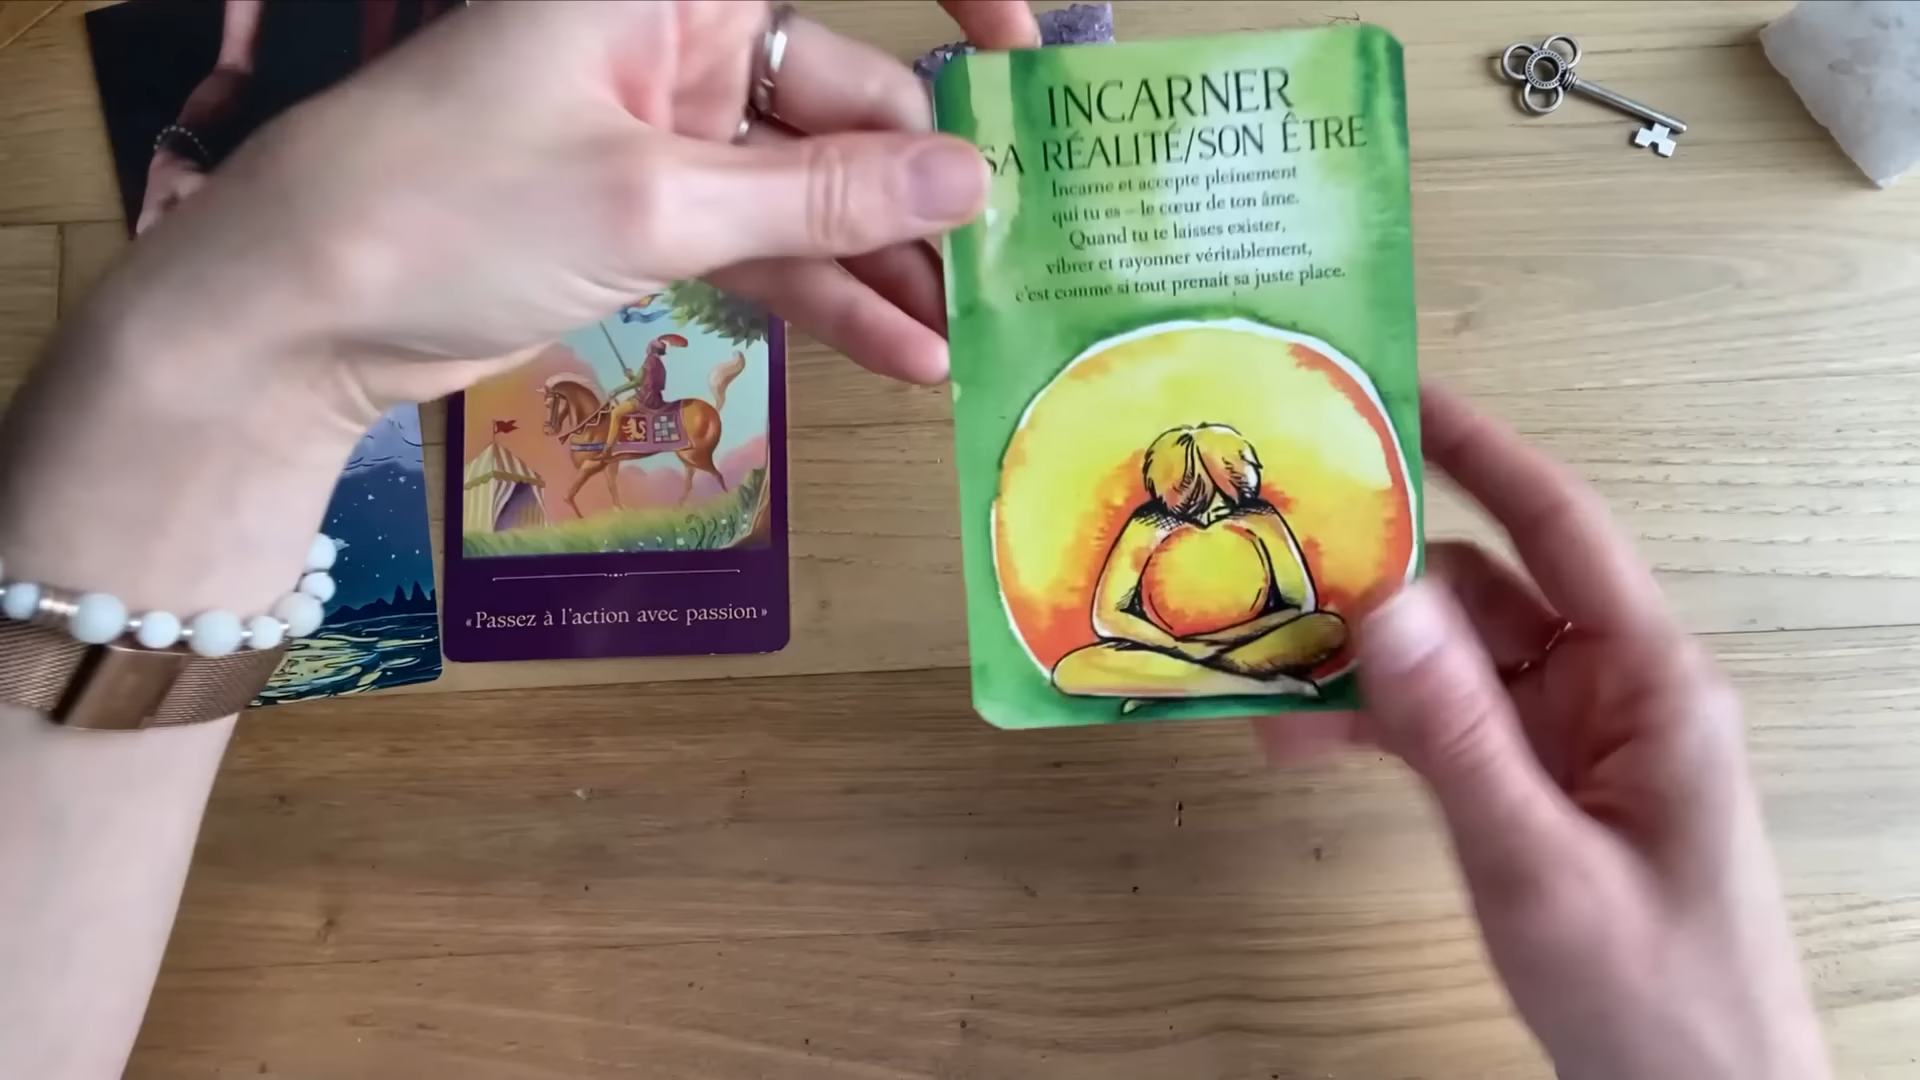 INCARNER
SA RÉALITÉ/SON ÊTRE
Incarne et accepte pleinement
qui tu es – le cœur de ton âme.
Quand tu te laisses exister,
vibrer et rayonner véritablement,
c'est comme si tout prenait sa juste place.
«Passez à l'action avec passion»